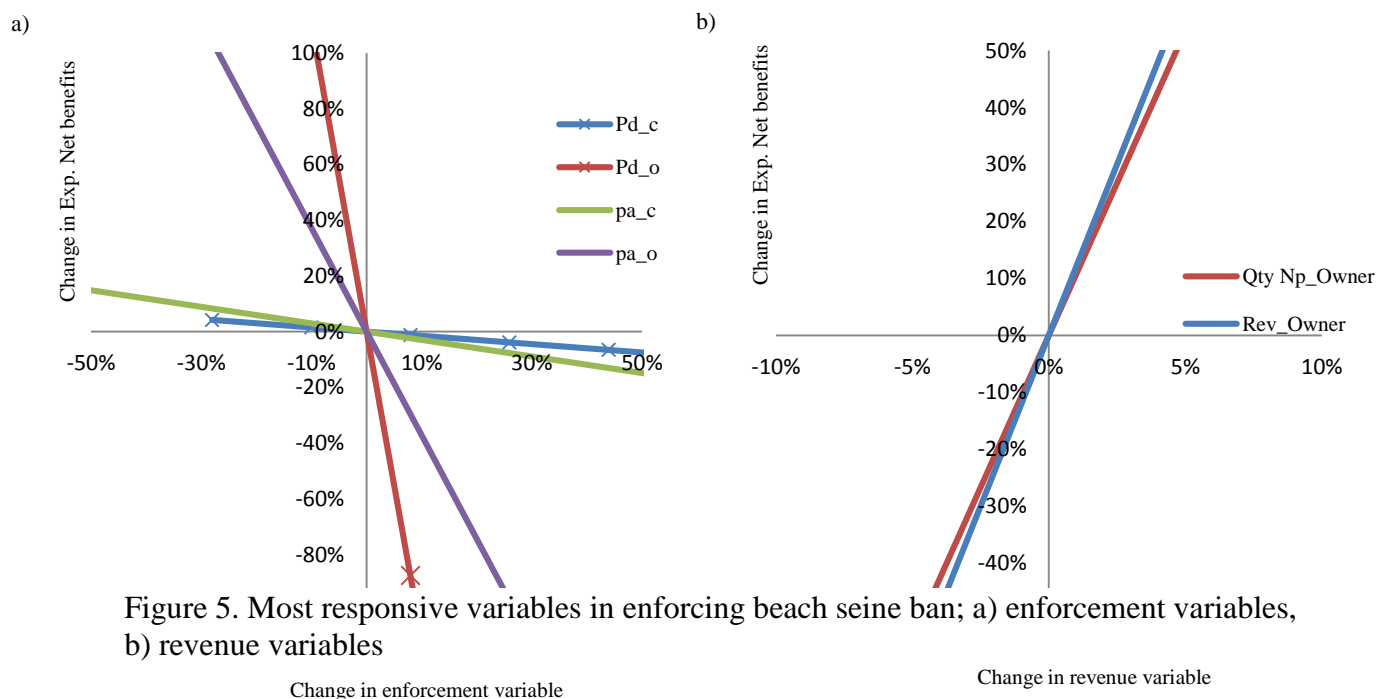 a)
Change in Exp. Net benefits
100%
80%
60%
40%
20%
0%
-20%
-40%
-60%
-80%
-50%
-30%
-10%
10%
30%
50%
Pd_c
Pd_o
pa_c
pa_o
b)
Change in Exp. Net benefits
50%
40%
30%
20%
10%
0%
-10%
-20%
-30%
-40%
-10%
-5%
0%
5%
10%
Qty Np_Owner
Rev_Owner
Figure 5. Most responsive variables in enforcing beach seine ban; a) enforcement variables,
b) revenue variables
Change in enforcement variable
Change in revenue variable